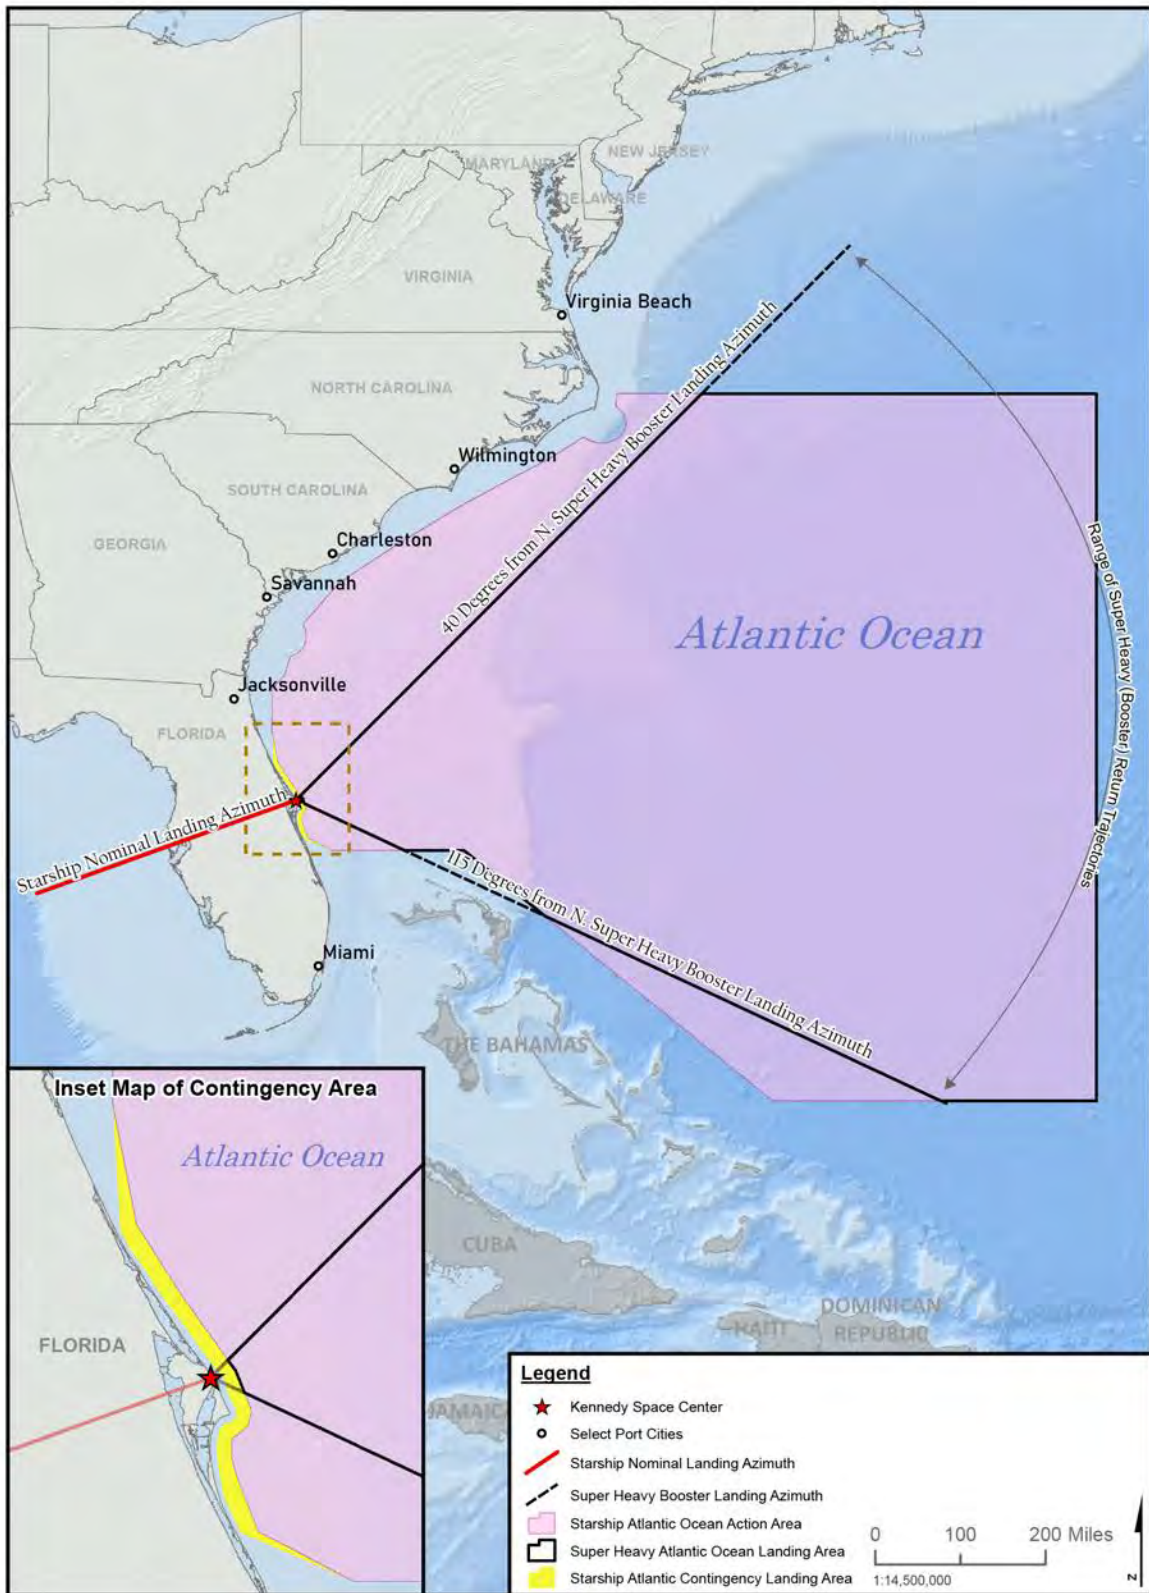 NEW JERSEY
MARYLAND
DELAWARE
VIRGINIA
Virginia Beach
NORTH CAROLINA
Wilmington
SOUTH CAROLINA
Charleston
GEORGIA
Savannah
Jacksonville
FLORIDA
Miami
40 Degrees from N. Super Heavy Booster Landing Azimuth
Atlantic Ocean
Range of Super Heavy (Booster) Return Trajectories
Starship Nominal Landing Azimuth
115 Degrees from N. Super Heavy Booster Landing Azimuth
THE BAHAMAS
CUBA
HAITI
DOMINICAN
REPUBLIC
JAMAICA
Inset Map of Contingency Area
Atlantic Ocean
FLORIDA
Legend
Kennedy Space Center
Select Port Cities
Starship Nominal Landing Azimuth
Super Heavy Booster Landing Azimuth
Starship Atlantic Ocean Action Area
Super Heavy Atlantic Ocean Landing Area
Starship Atlantic Contingency Landing Area
0 100 200 Miles
1:14,500,000
N